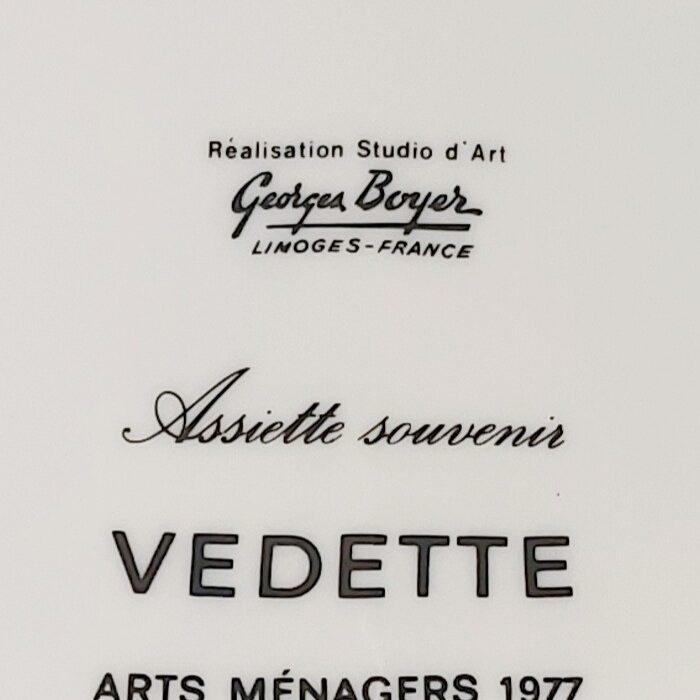 Réalisation Studio d'Art
Georges Boyer
LIMOGES-FRANCE
Assiette souvenir
VEDETTE
ARTS MÉNAGERS 1977